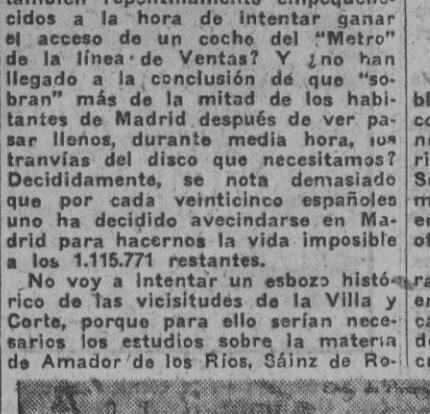 también repentinamente empeque-
cidos a la hora de intentar ganar
el acceso de un coche del "Metro"
de la línea de Ventas? Y ¿no han
llegado a la conclusión de que "so-
bran" más de la mitad de los habi-
tantes de Madrid después de ver pa-
sar llenos, durante media hora, los
tranvías del disco que necesitamos?
Decididamente, se nota demasiado
que por cada veinticinco españoles
uno ha decidido avecindarse en Ma-
drid para hacernos la vida imposible
a los 1.115.771 restantes.
No voy a intentar un esbozo histó-
rico de las vicisitudes de la Villa y
Corte, porque para ello serían nece-
sarios los estudios sobre la materia
de Amador de los Ríos, Sáinz de Ro-